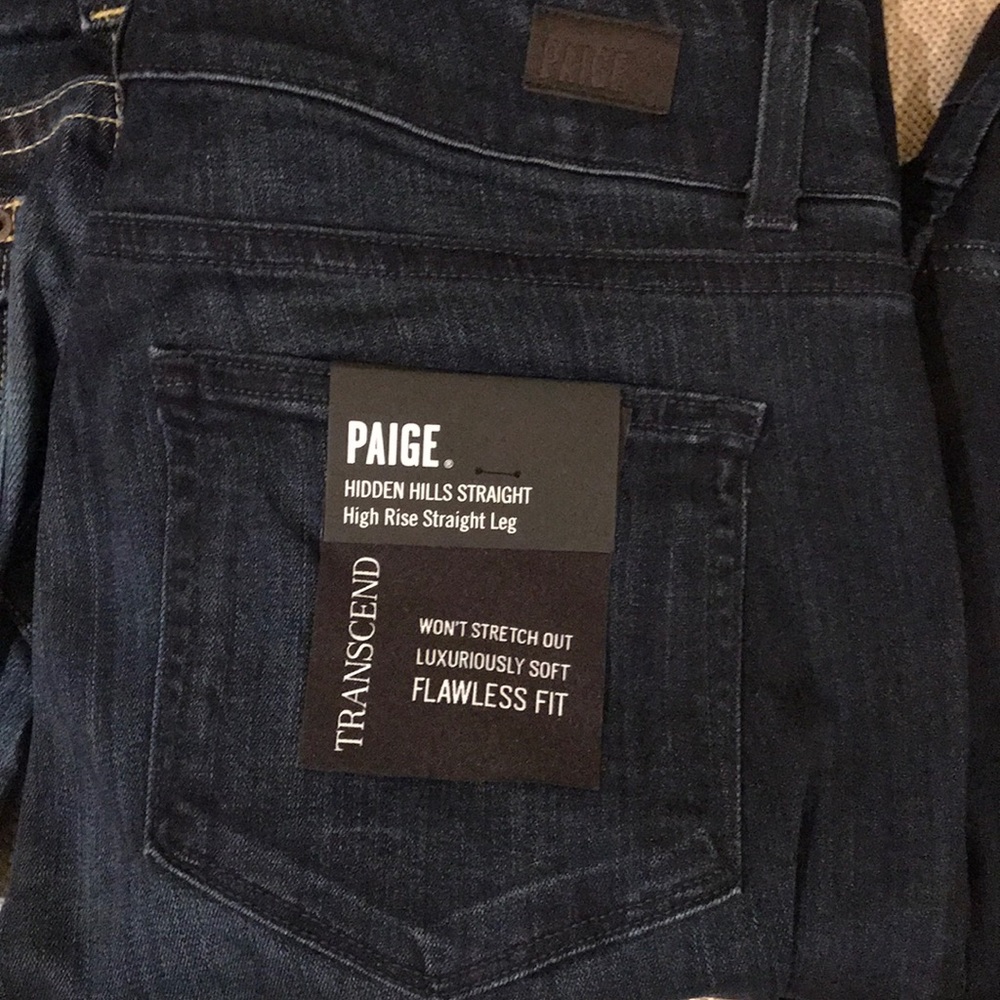 PAIGE
PAIGE®
HIDDEN HILLS STRAIGHT
High Rise Straight Leg
TRANSCEND
WON'T STRETCH OUT
LUXURIOUSLY SOFT
FLAWLESS FIT